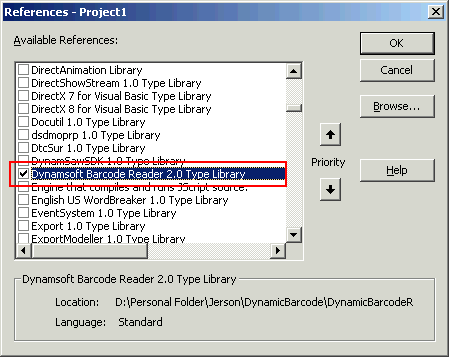 References - Project1
Available References:
DirectAnimation Library
DirectShowStream 1.0 Type Library
DirectX 7 for Visual Basic Type Library
DirectX 8 for Visual Basic Type Library
Docutil 1.0 Type Library
dsdmoprp 1.0 Type Library
DtcSur 1.0 Type Library
DynamSawSDK 1.0 Type Library
Dynamsoft Barcode Reader 2.0 Type Library
Engine that compiles and runs JScript source.
English US WordBreaker 1.0 Type Library
EventSystem 1.0 Type Library
Export 1.0 Type Library
ExportModeller 1.0 Type Library
Priority
OK
Cancel
Browse...
Help
Dynamsoft Barcode Reader 2.0 Type Library
Location: D:\Personal Folder\Jerson\DynamicBarcode\DynamicBarcodeR
Language: Standard